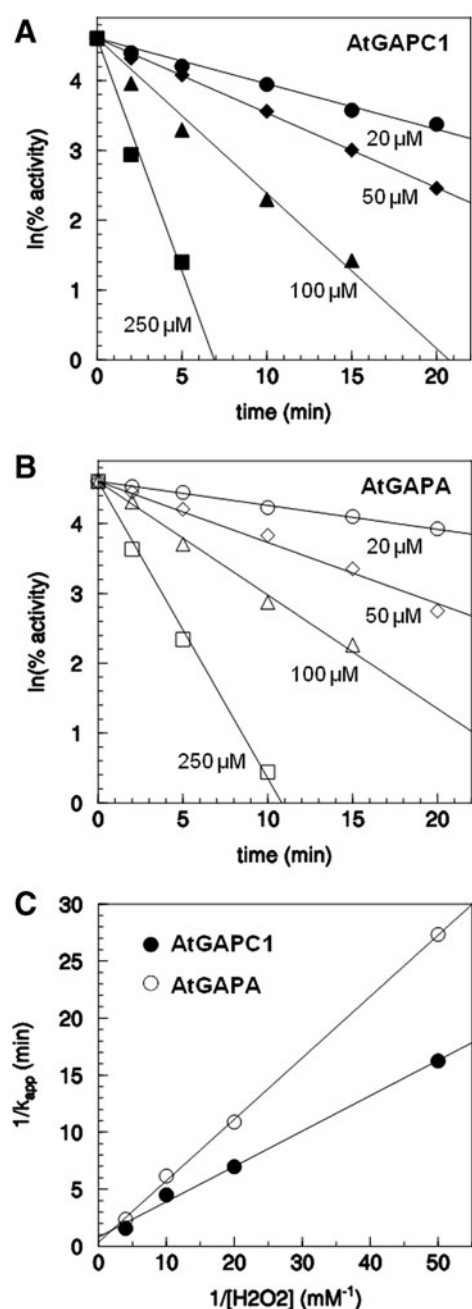 A
AtGAPC1
ln(% activity)
4
3
2
1
0
20 µM
50 µM
100 µM
250 µM
0 5 10 15 20
time (min)
B
AtGAPA
ln(% activity)
4
3
2
1
0
20 µM
50 µM
100 µM
250 µM
0 5 10 15 20
time (min)
C
AtGAPC1
AtGAPA
1/kapp (min)
30
25
20
15
10
5
0
0 10 20 30 40 50
1/[H2O2] (mM-1)